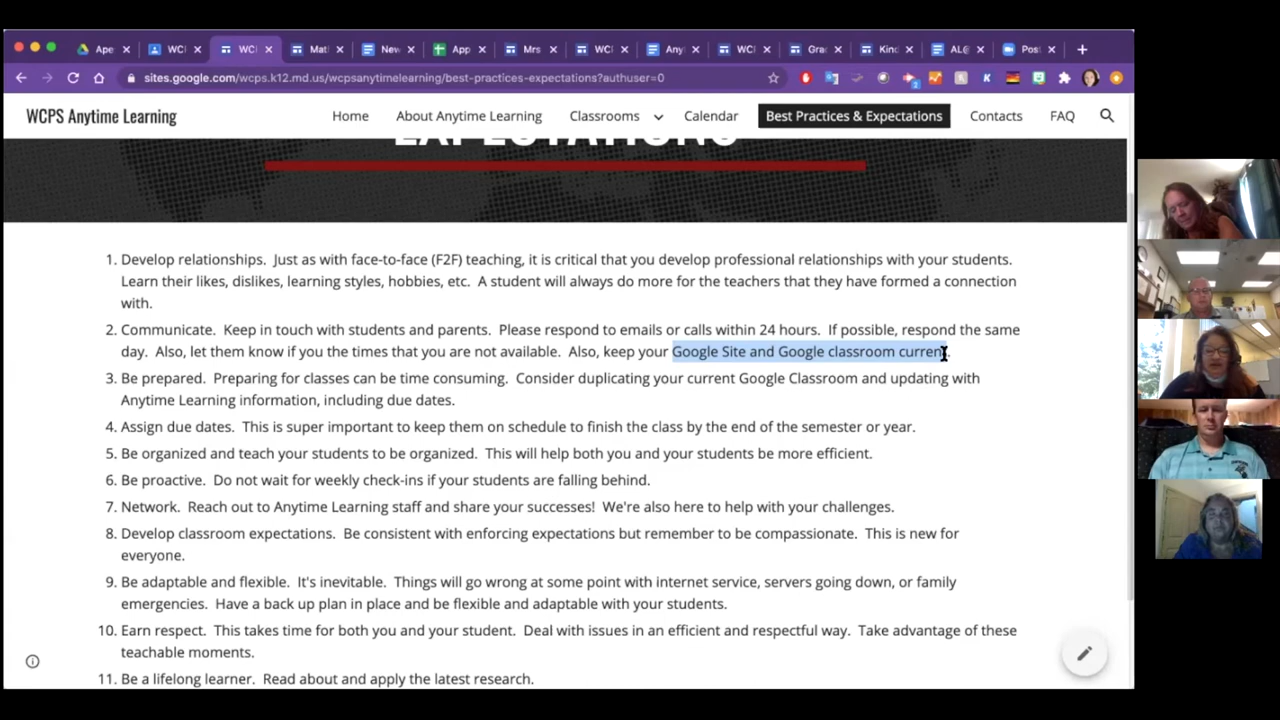 Ape
WCI
WCI
Matl
New
App
Mrs
WCI
Any
WCI
Grac
Kinc
AL@
Post
sites.google.com/wcps.k12.md.us/wcpsanytimelearning/best-practices-expectations?authuser=0
WCPS Anytime Learning
Home
About Anytime Learning
Classrooms
Calendar
Best Practices & Expectations
Contacts
FAQ
EXPECTATIONS
1. Develop relationships. Just as with face-to-face (F2F) teaching, it is critical that you develop professional relationships with your students.
Learn their likes, dislikes, learning styles, hobbies, etc. A student will always do more for the teachers that they have formed a connection
with.
2. Communicate. Keep in touch with students and parents. Please respond to emails or calls within 24 hours. If possible, respond the same
day. Also, let them know if you the times that you are not available. Also, keep your Google Site and Google classroom current.
3. Be prepared. Preparing for classes can be time consuming. Consider duplicating your current Google Classroom and updating with
Anytime Learning information, including due dates.
4. Assign due dates. This is super important to keep them on schedule to finish the class by the end of the semester or year.
5. Be organized and teach your students to be organized. This will help both you and your students be more efficient.
6. Be proactive. Do not wait for weekly check-ins if your students are falling behind.
7. Network. Reach out to Anytime Learning staff and share your successes! We're also here to help with your challenges.
8. Develop classroom expectations. Be consistent with enforcing expectations but remember to be compassionate. This is new for
everyone.
9. Be adaptable and flexible. It's inevitable. Things will go wrong at some point with internet service, servers going down, or family
emergencies. Have a back up plan in place and be flexible and adaptable with your students.
10. Earn respect. This takes time for both you and your student. Deal with issues in an efficient and respectful way. Take advantage of these
teachable moments.
11. Be a lifelong learner. Read about and apply the latest research.